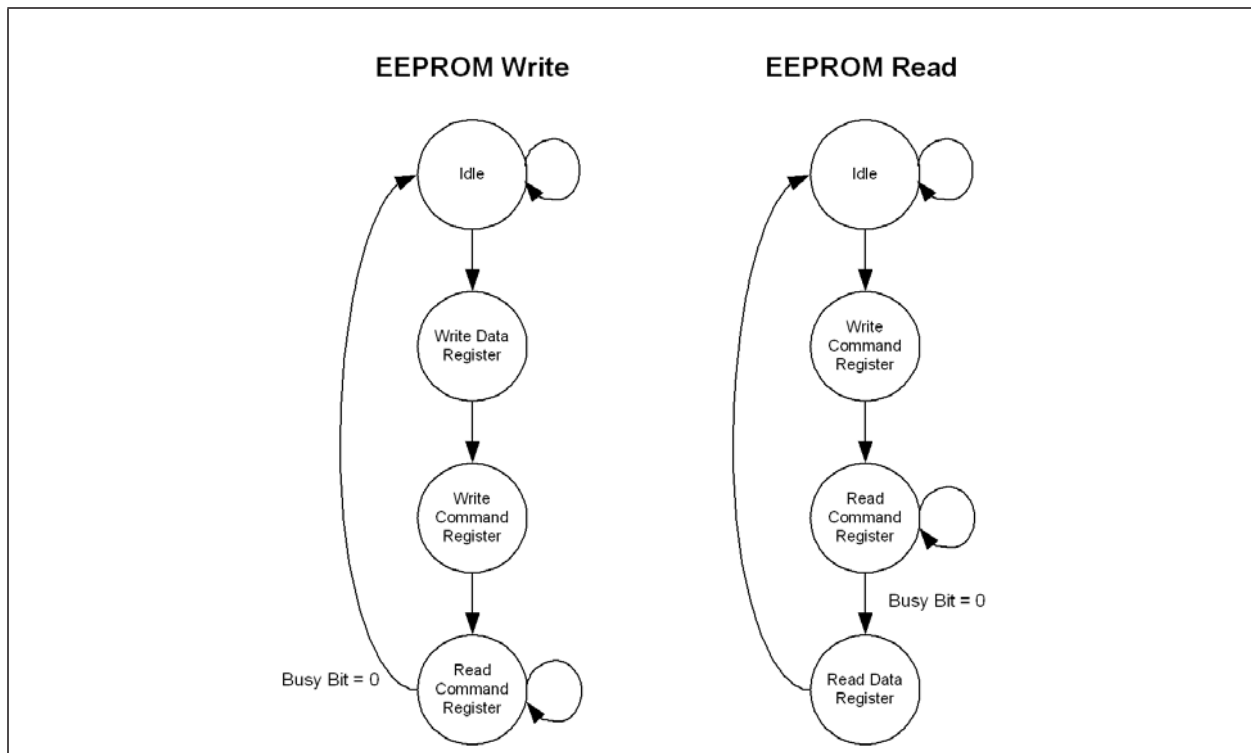 EEPROM Write
Idle
Write Data
Register
Write
Command
Register
Read
Command
Register
Busy Bit = 0
EEPROM Read
Idle
Write
Command
Register
Read
Command
Register
Busy Bit = 0
Read Data
Register